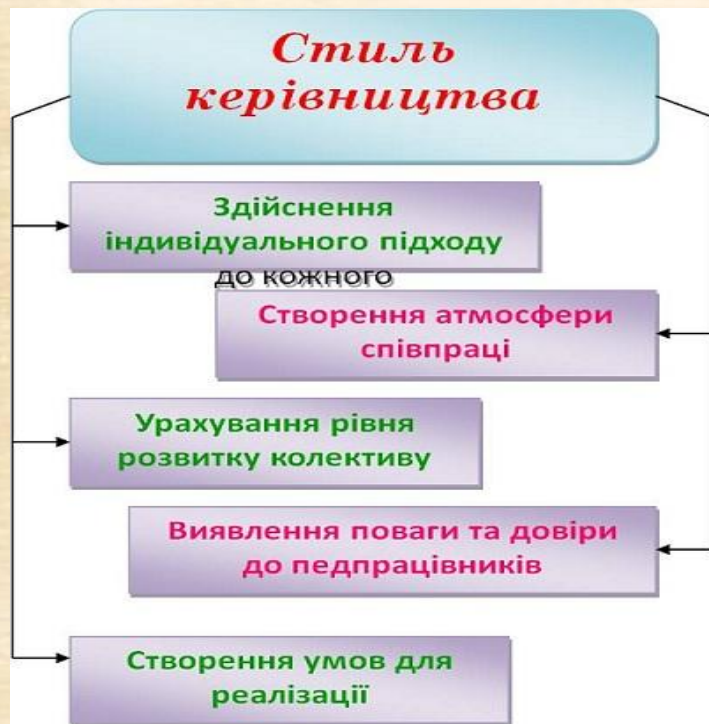 Стиль
керівництва
Здійснення
індивідуального підходу
до кожного
Створення атмосфери
співпраці
Урахування рівня
розвитку колективу
Виявлення поваги та довіри
до педпрацівників
Створення умов для
реалізації